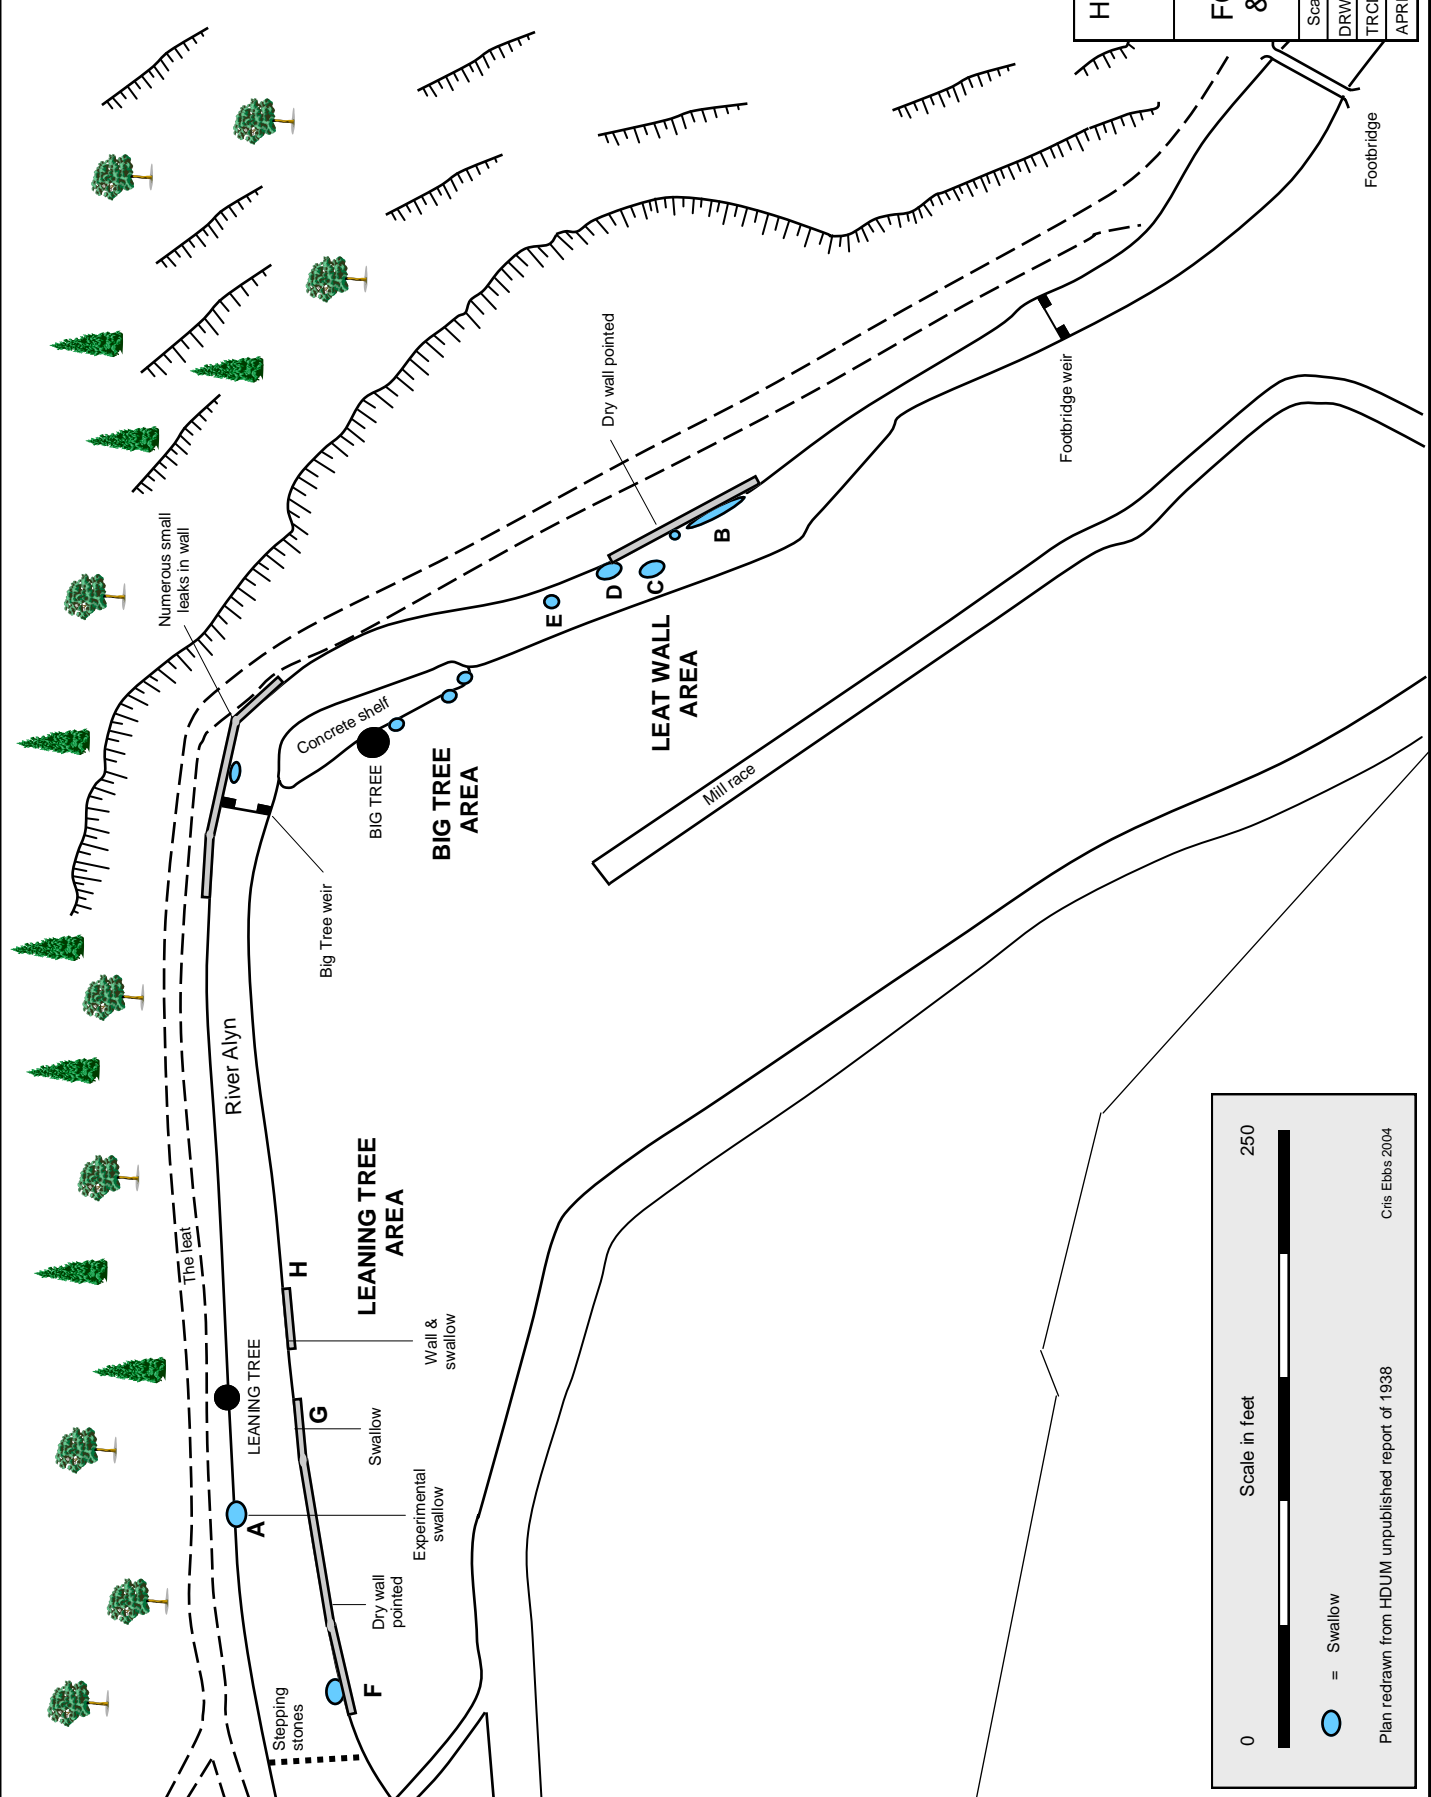 Numerous small
leaks in wall
Dry wall pointed
Footbridge
Footbridge weir
B
C
D
E
LEAT WALL
AREA
Concrete shelf
BIG TREE
BIG TREE
AREA
Mill race
Big Tree weir
River Alyn
The leat
LEANING TREE
AREA
H
Wall &
swallow
LEANING TREE
G
Swallow
A
Experimental
swallow
Dry wall
pointed
F
Stepping
stones
H
&
Scale in feet
0
250
= Swallow
Plan redrawn from HDUM unpublished report of 1938
Cris Ebbs 2004